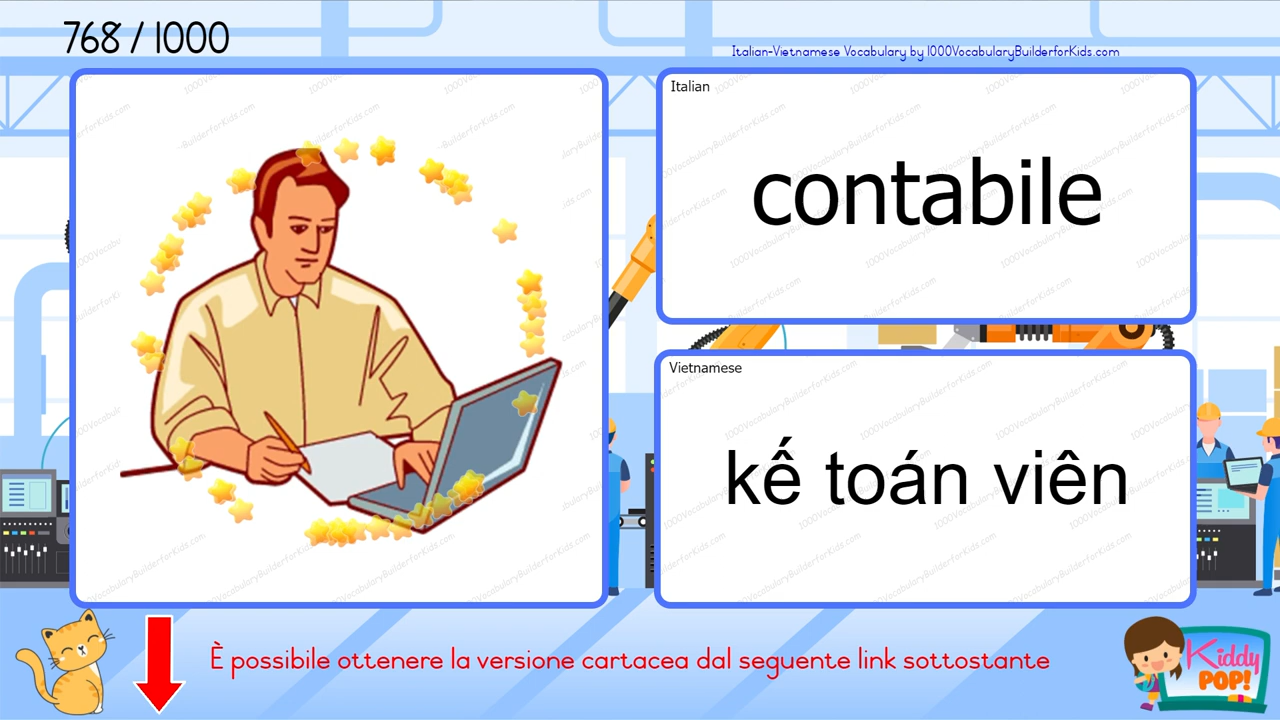 768 / 1000
Italian-Vietnamese Vocabulary by 1000VocabularyBuilderforKids.com
Italian
contabile
Vietnamese
kế toán viên
È possibile ottenere la versione cartacea dal seguente link sottostante
Kiddy
POP!